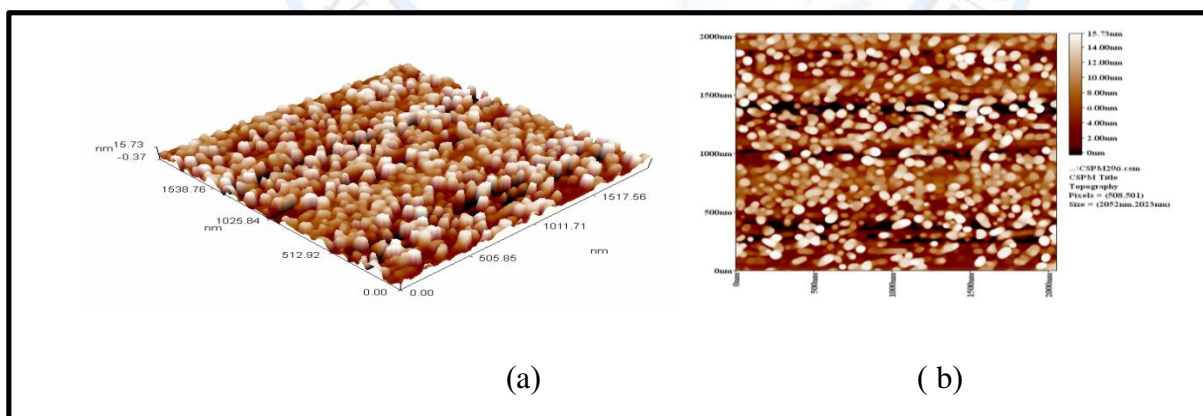 nm 15.73
-0.37
1538.76
1025.84
nm
512.92
0.00
0.00
505.85
1011.71
1517.56
nm
2000nm
1500nm
1000nm
500nm
0nm
0nm
500nm
1000nm
1500nm
2000nm
15.73nm
14.00nm
12.00nm
10.00nm
8.00nm
6.00nm
4.00nm
2.00nm
0nm
...\CSPM296.csm
CSPM Title
Topography
Pixels = (508,501)
Size = (2052nm,2023nm)
(a)
( b)